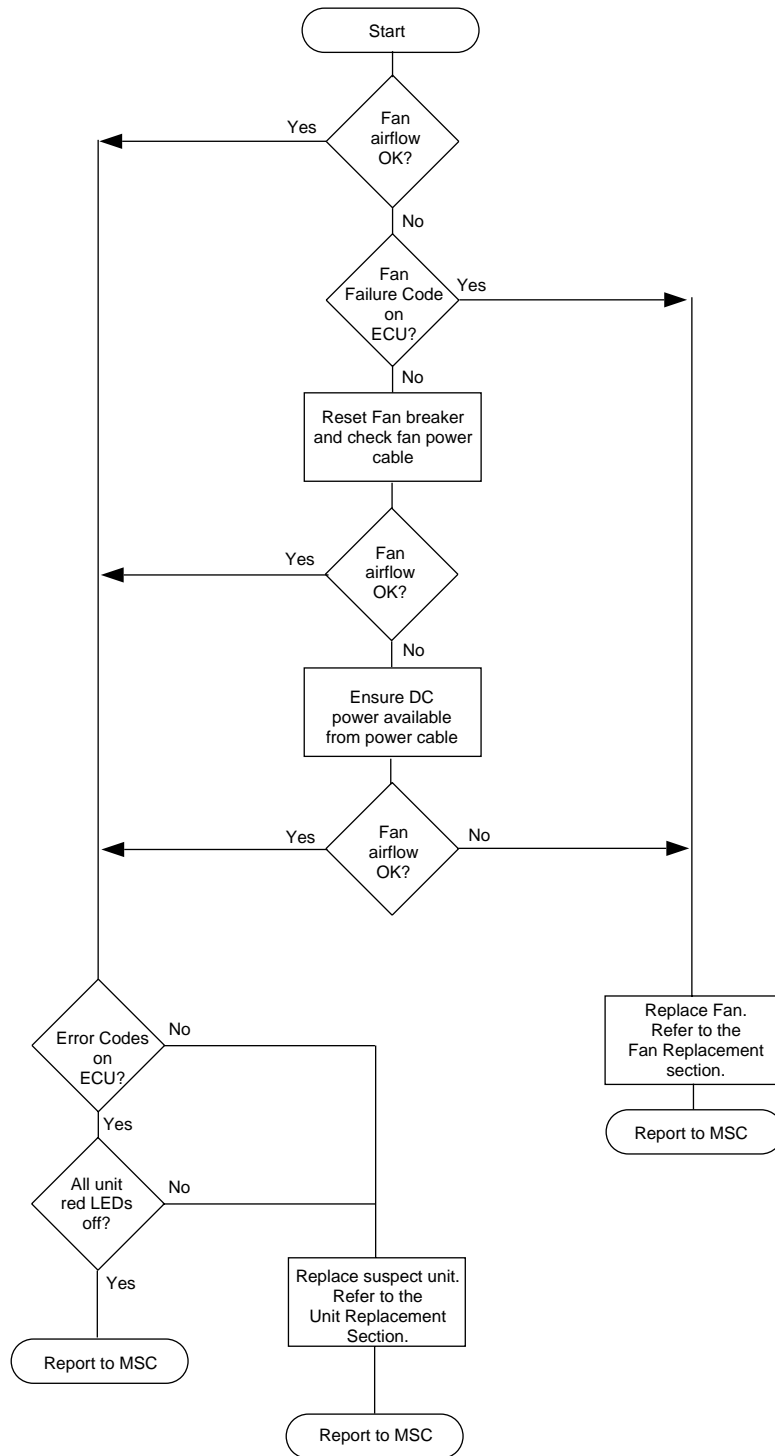 Start
Fan
airflow
OK?
Yes
No
Fan
Failure Code
on
ECU?
Yes
No
Reset Fan breaker
and check fan power
cable
Fan
airflow
OK?
Yes
No
Ensure DC
power available
from power cable
Fan
airflow
OK?
Yes
No
Error Codes
on
ECU?
No
Yes
Replace Fan.
Refer to the
Fan Replacement
section.
Report to MSC
All unit
red LEDs
off?
No
Yes
Replace suspect unit.
Refer to the
Unit Replacement
Section.
Report to MSC
Report to MSC